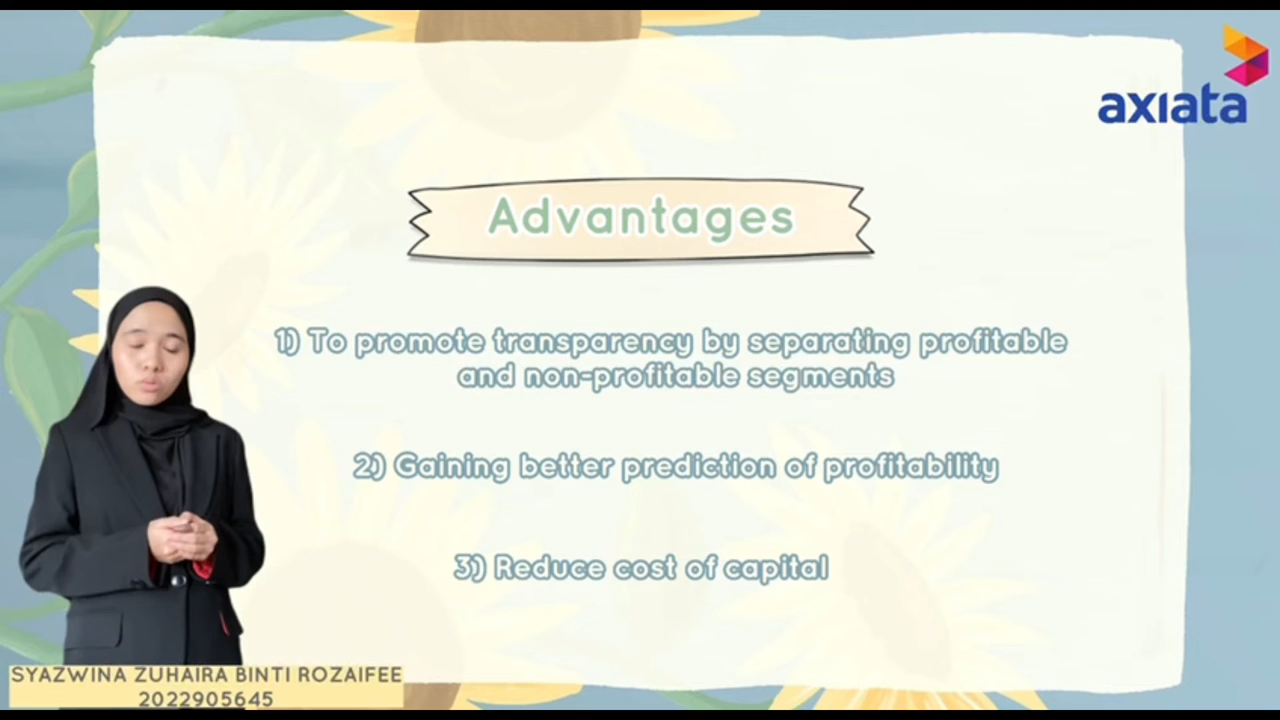 axiata
Advantages
1) To promote transparency by separating profitable
and non-profitable segments
2) Gaining better prediction of profitability
3) Reduce cost of capital
SYAZWINA ZUHAIRA BINTI ROZAIFEE
2022905645